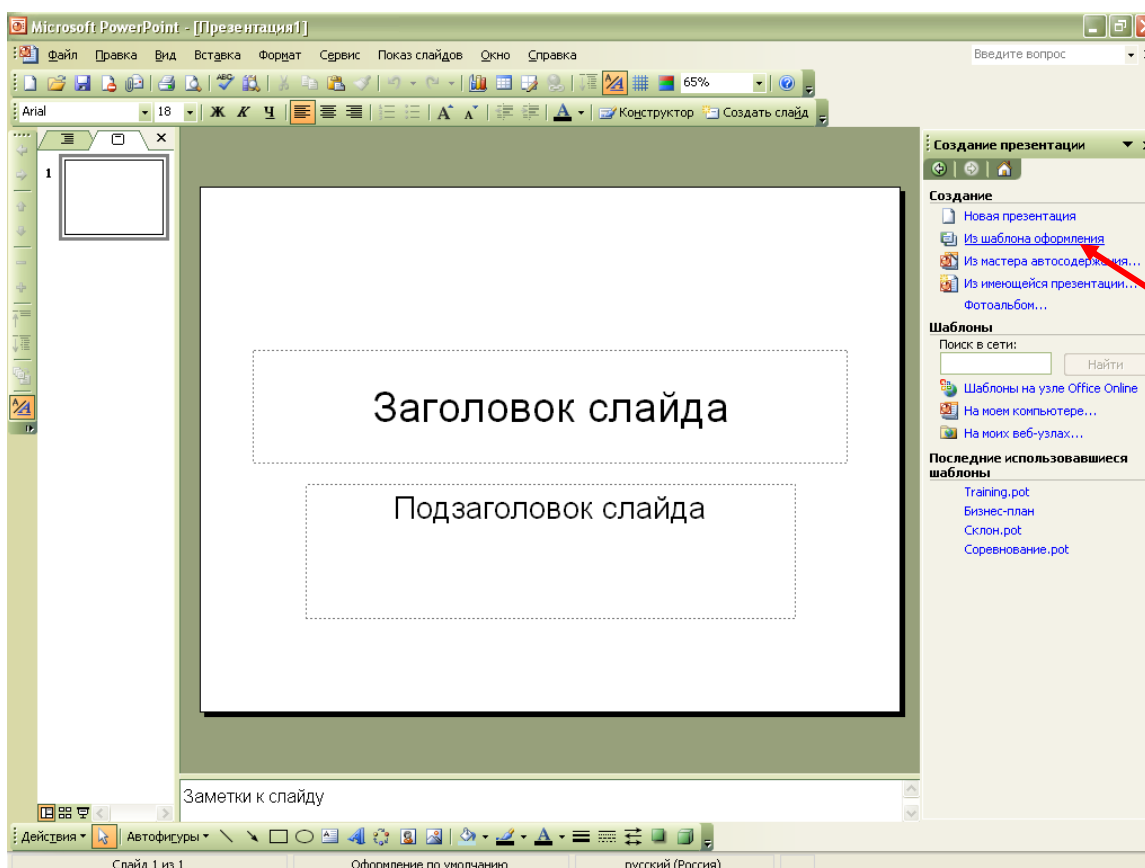 Microsoft PowerPoint - [Презентация1]
Файл Правка Вид Вставка Формат Сервис Показ слайдов Окно Справка Введите вопрос
65%
Arial 18 Ж К Ч Конструктор Создать слайд
Создание презентации
1
Создание
Новая презентация
Из шаблона оформления
Из мастера автосодержания...
Из имеющейся презентации...
Фотоальбом...
Шаблоны
Поиск в сети:
Найти
Шаблоны на узле Office Online
На моем компьютере...
На моих веб-узлах...
Последние использовавшиеся
шаблоны
Training.pot
Бизнес-план
Склон.pot
Соревнование.pot
Заголовок слайда
Подзаголовок слайда
Заметки к слайду
Действия Автофигуры
Слайд 1 из 1 Оформление по умолчанию русский (Россия)